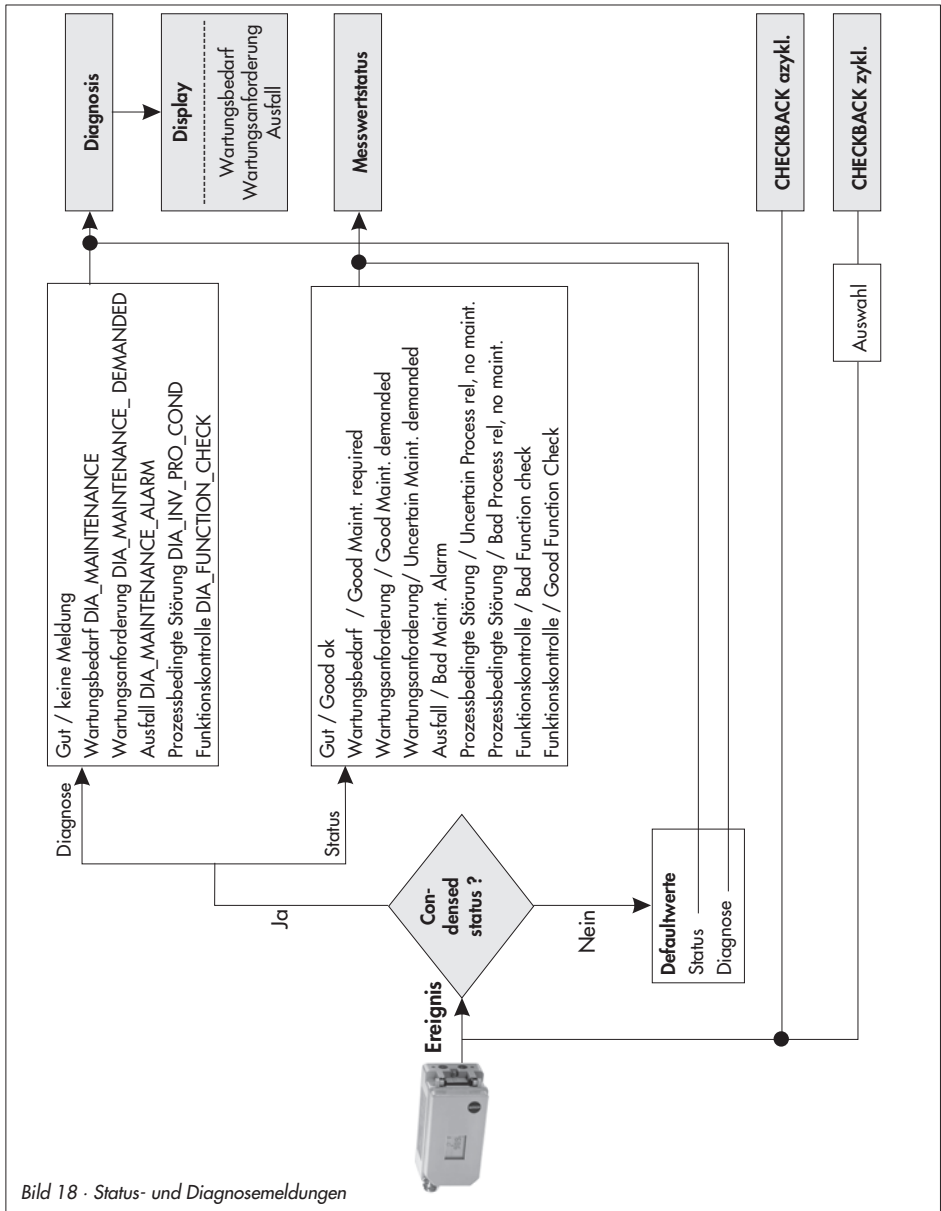 Ereignis
Con-
densed
status ?
Ja
Nein
Diagnose
Gut / keine Meldung
Wartungsbedarf DIA_MAINTENANCE
Wartungsanforderung DIA_MAINTENANCE_ DEMANDED
Ausfall DIA_MAINTENANCE_ALARM
Prozessbedingte Störung DIA_INV_PRO_COND
Funktionskontrolle DIA_FUNCTION_CHECK
Status
Gut / Good ok
Wartungsbedarf / Good Maint. required
Wartungsanforderung / Good Maint. demanded
Wartungsanforderung/ Uncertain Maint. demanded
Ausfall / Bad Maint. Alarm
Prozessbedingte Störung / Uncertain Process rel, no maint.
Prozessbedingte Störung / Bad Process rel, no maint.
Funktionskontrolle / Bad Function check
Funktionskontrolle / Good Function Check
Defaultwerte
Status
Diagnose
Diagnosis
Display
Wartungsbedarf
Wartungsanforderung
Ausfall
Messwertstatus
CHECKBACK azykl.
Auswahl
CHECKBACK zykl.
Bild 18 · Status- und Diagnosemeldungen